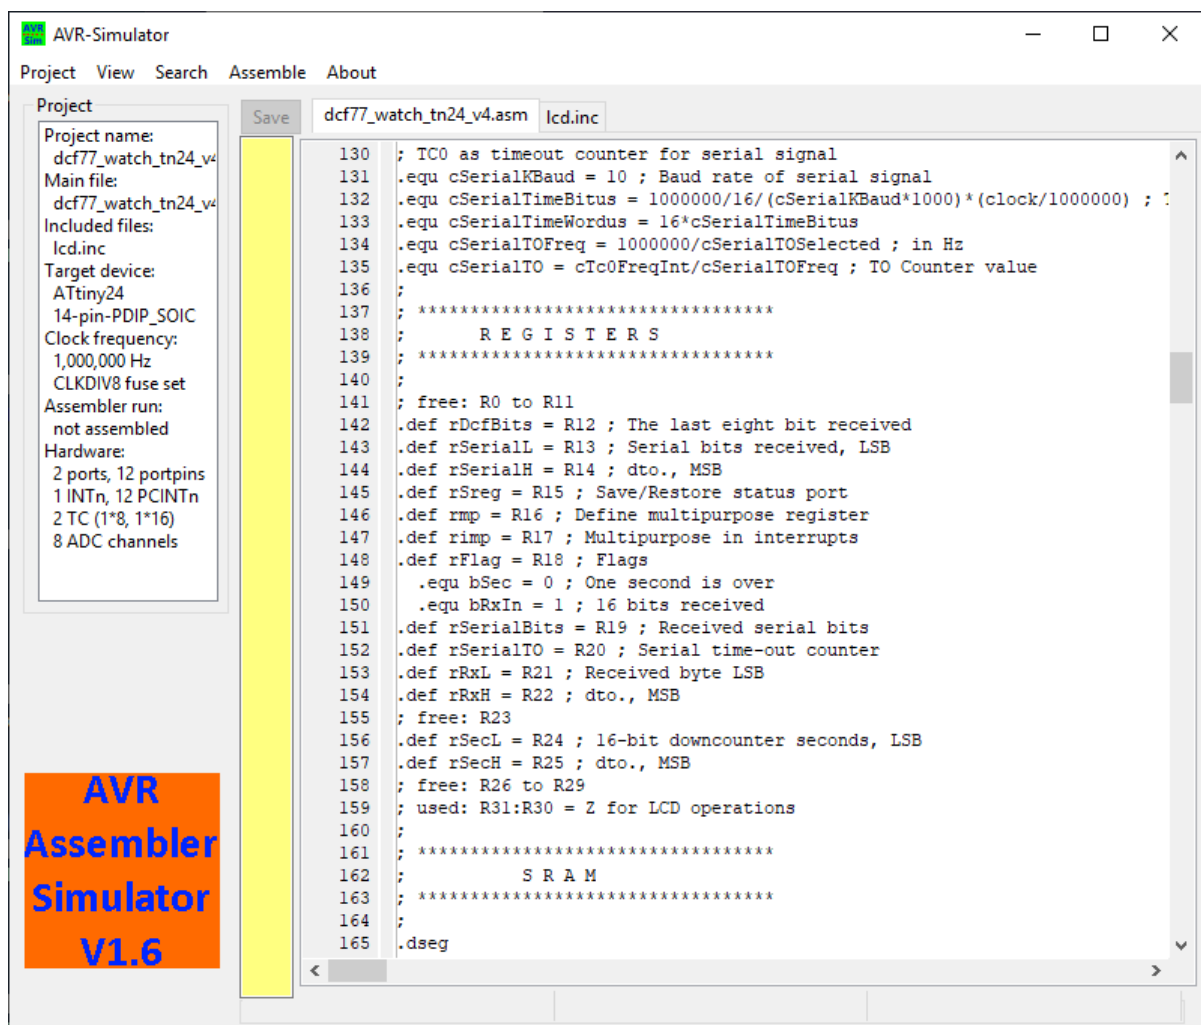 AVR-Simulator
Project View Search Assemble About
Project
Project name:
dcf77_watch_tn24_v4
Main file:
dcf77_watch_tn24_v4
Included files:
lcd.inc
Target device:
ATtiny24
14-pin-PDIP_SOIC
Clock frequency:
1,000,000 Hz
CLKDIV8 fuse set
Assembler run:
not assembled
Hardware:
2 ports, 12 portpins
1 INTn, 12 PCINTn
2 TC (1*8, 1*16)
8 ADC channels
AVR
Assembler
Simulator
V1.6
Save dcf77_watch_tn24_v4.asm lcd.inc
130 ; TC0 as timeout counter for serial signal
131 .equ cSerialKBaud = 10 ; Baud rate of serial signal
132 .equ cSerialTimeBitus = 1000000/16/(cSerialKBaud*1000)*(clock/1000000) ;
133 .equ cSerialTimeWordus = 16*cSerialTimeBitus
134 .equ cSerialTOFreq = 1000000/cSerialTOSelected ; in Hz
135 .equ cSerialTO = cTc0FreqInt/cSerialTOFreq ; TO Counter value
136 ;
137 ; **********************************
138 ; R E G I S T E R S
139 ; **********************************
140 ;
141 ; free: R0 to R11
142 .def rDcfBits = R12 ; The last eight bit received
143 .def rSerialL = R13 ; Serial bits received, LSB
144 .def rSerialH = R14 ; dto., MSB
145 .def rSreg = R15 ; Save/Restore status port
146 .def rmp = R16 ; Define multipurpose register
147 .def rimp = R17 ; Multipurpose in interrupts
148 .def rFlag = R18 ; Flags
149 .equ bSec = 0 ; One second is over
150 .equ bRxIn = 1 ; 16 bits received
151 .def rSerialBits = R19 ; Received serial bits
152 .def rSerialTO = R20 ; Serial time-out counter
153 .def rRxL = R21 ; Received byte LSB
154 .def rRxH = R22 ; dto., MSB
155 ; free: R23
156 .def rSecL = R24 ; 16-bit downcounter seconds, LSB
157 .def rSecH = R25 ; dto., MSB
158 ; free: R26 to R29
159 ; used: R31:R30 = Z for LCD operations
160 ;
161 ; **********************************
162 ; S R A M
163 ; **********************************
164 ;
165 .dseg